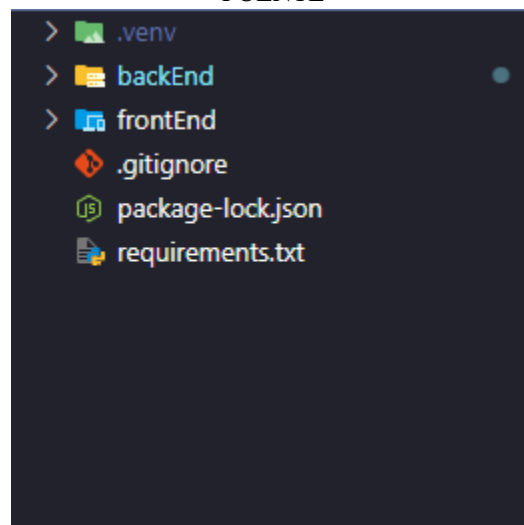 .venv
backEnd
frontEnd
.gitignore
package-lock.json
requirements.txt